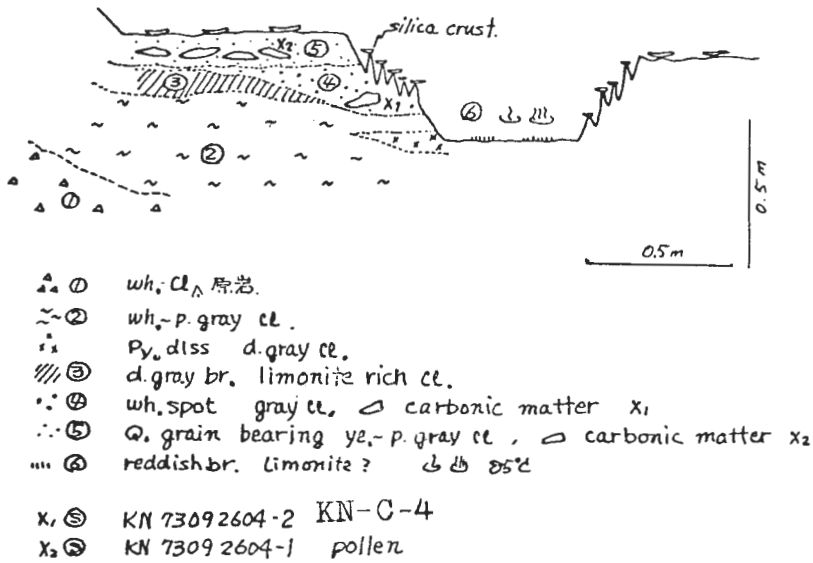 silica crust.
X2 ⑤
③ ④
X1
⑥
②
①
0.5m
0.5m
① wh.-Cl 原岩.
② wh.~p.gray cl.
Py. diss d.gray cl.
③ d.gray br. limonite rich cl.
④ wh.spot gray cl, carbonic matter X1
⑤ Q. grain bearing ye.~p.gray cl, carbonic matter X2
⑥ reddish br. limonite? 85℃
X1 KN 73092604-2 KN-C-4
X2 KN 73092604-1 pollen